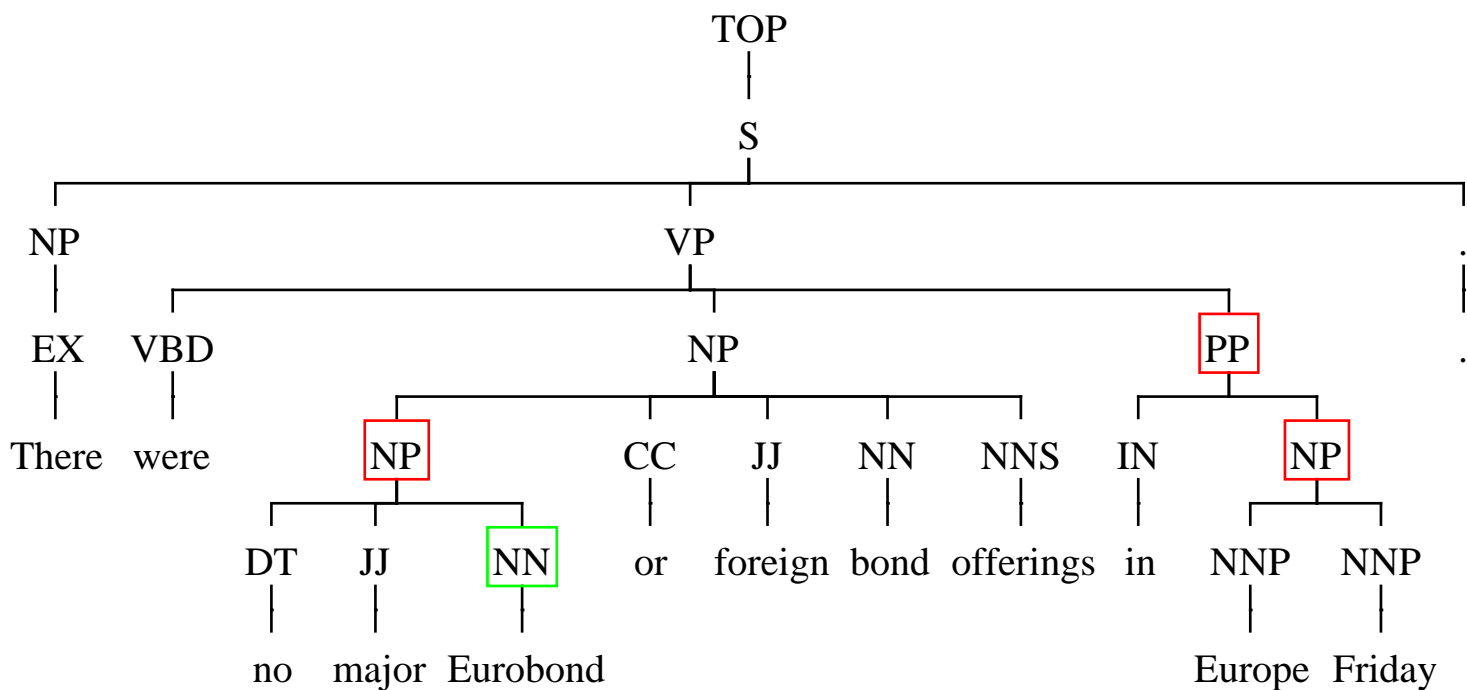 TOP
S
NP VP .
EX VBD NP PP .
There were NP CC JJ NN NNS IN NP
DT JJ NN or foreign bond offerings in NNP NNP
no major Eurobond Europe Friday